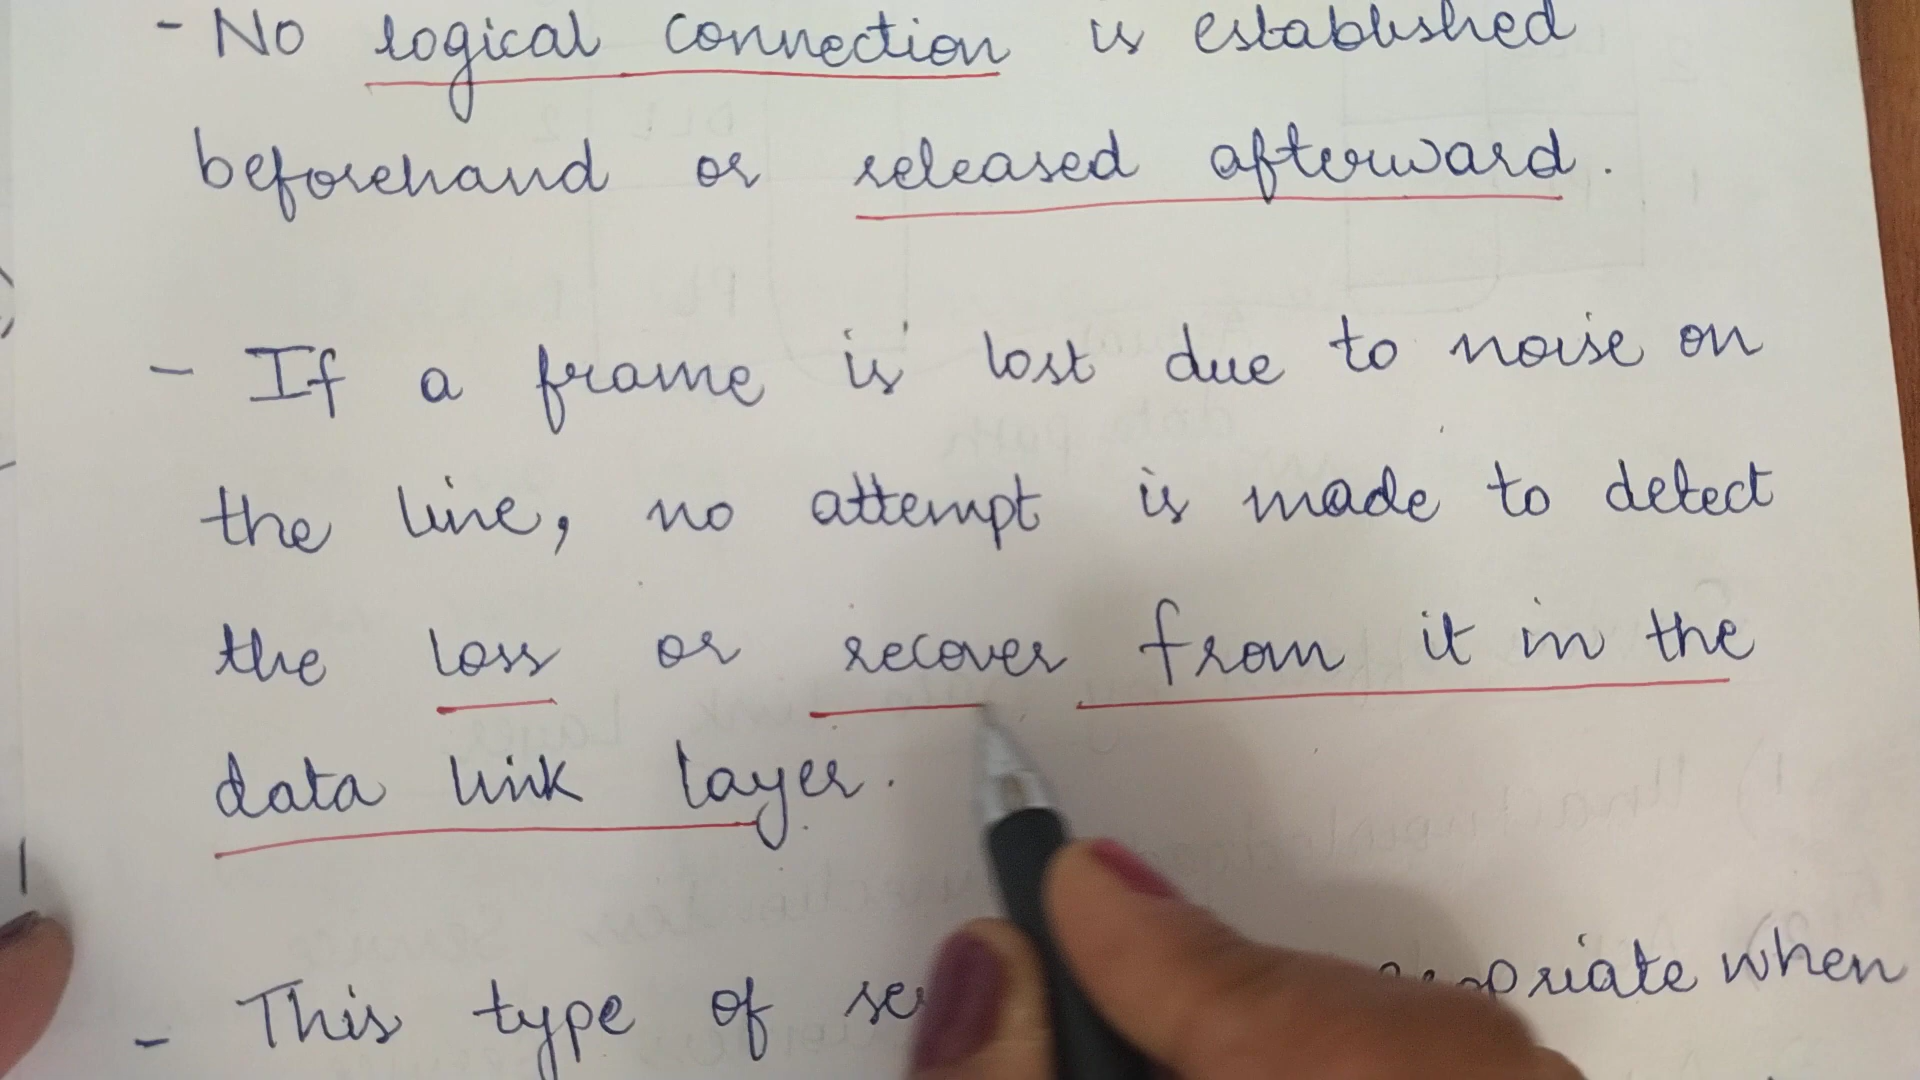 - No logical connection is established
beforehand or released afterward.
- If a frame is lost due to noise on
the line, no attempt is made to detect
the loss or recover from it in the
data link layer.
- This type of when